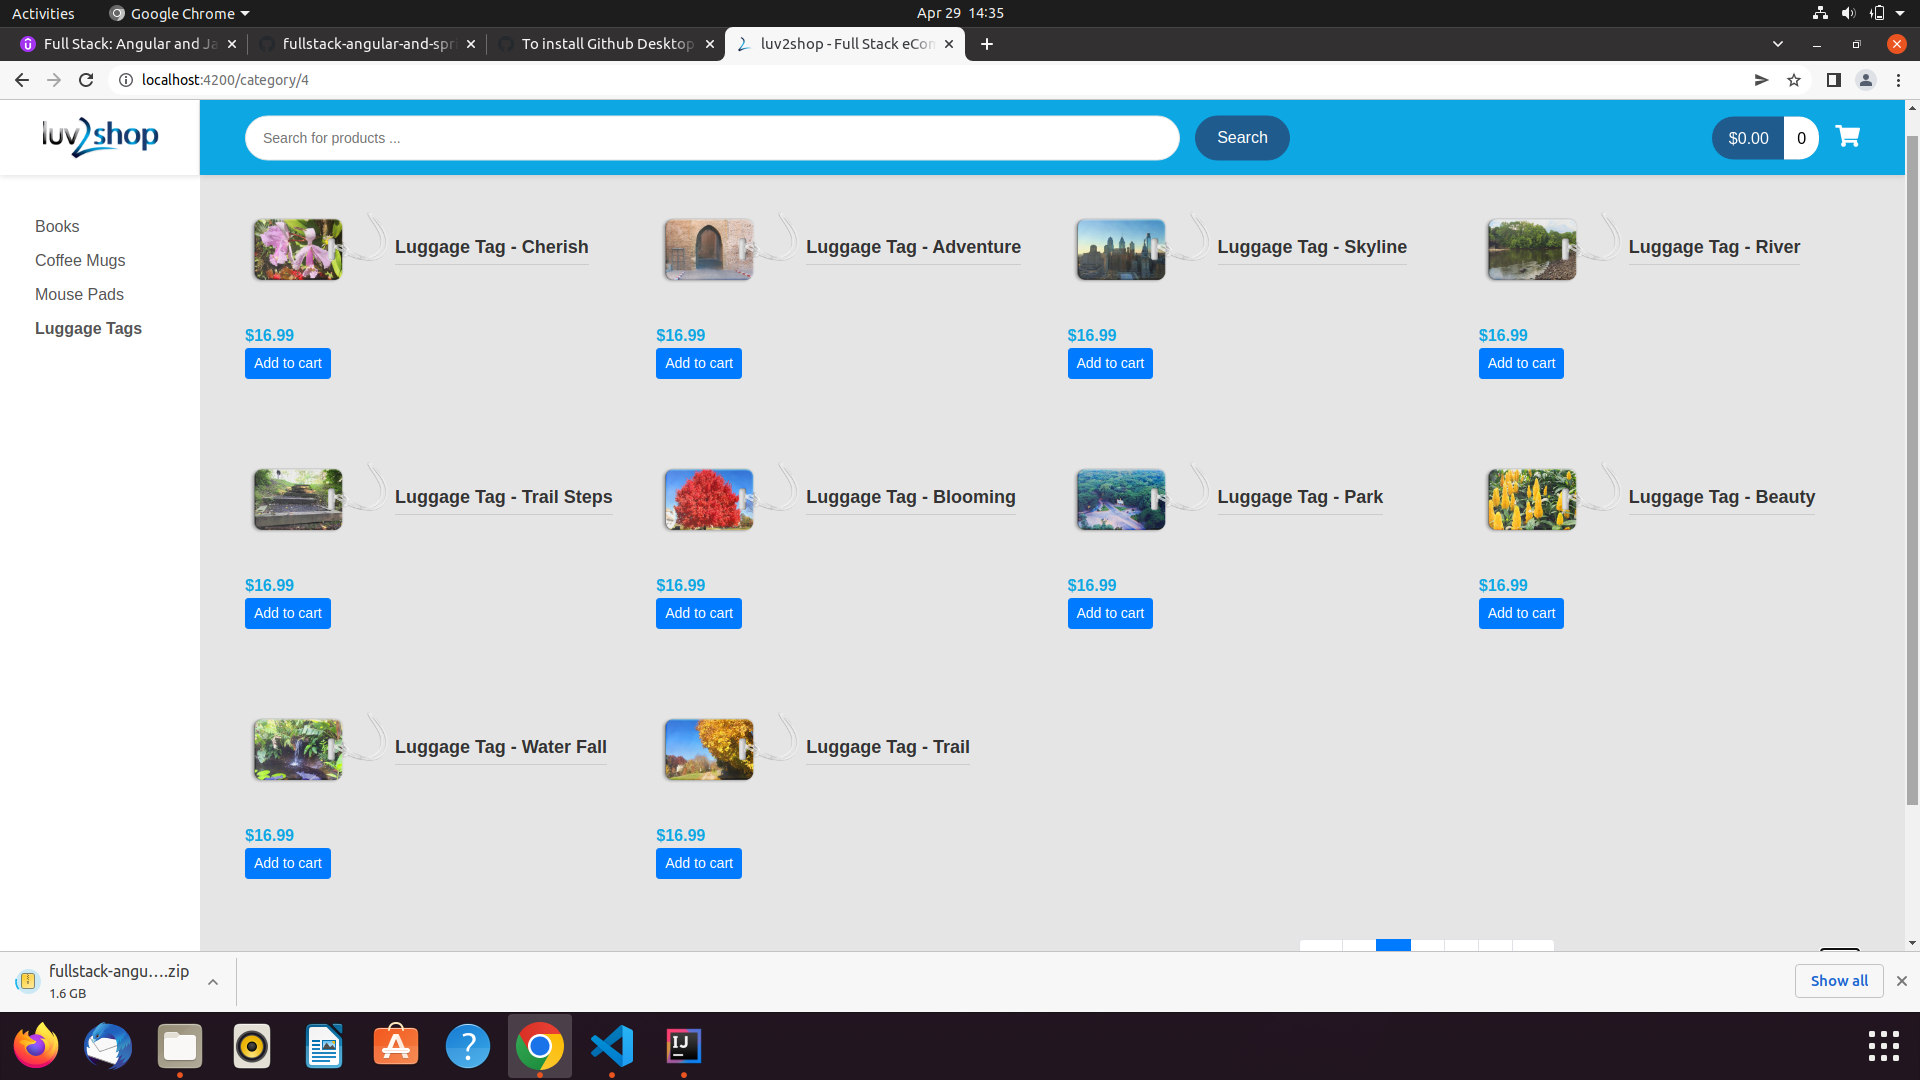 Activities
Google Chrome
Apr 29 14:35
Full Stack: Angular and Ja
fullstack-angular-and-spri
To install Github Desktop
luv2shop - Full Stack eCom
localhost:4200/category/4
luv2shop
Search for products ...
Search
$0.00
0
Books
Coffee Mugs
Mouse Pads
Luggage Tags
Luggage Tag - Cherish
Luggage Tag - Adventure
Luggage Tag - Skyline
Luggage Tag - River
$16.99
$16.99
$16.99
$16.99
Add to cart
Add to cart
Add to cart
Add to cart
Luggage Tag - Trail Steps
Luggage Tag - Blooming
Luggage Tag - Park
Luggage Tag - Beauty
$16.99
$16.99
$16.99
$16.99
Add to cart
Add to cart
Add to cart
Add to cart
Luggage Tag - Water Fall
Luggage Tag - Trail
$16.99
$16.99
Add to cart
Add to cart
fullstack-angu....zip
1.6 GB
Show all
?
IJ